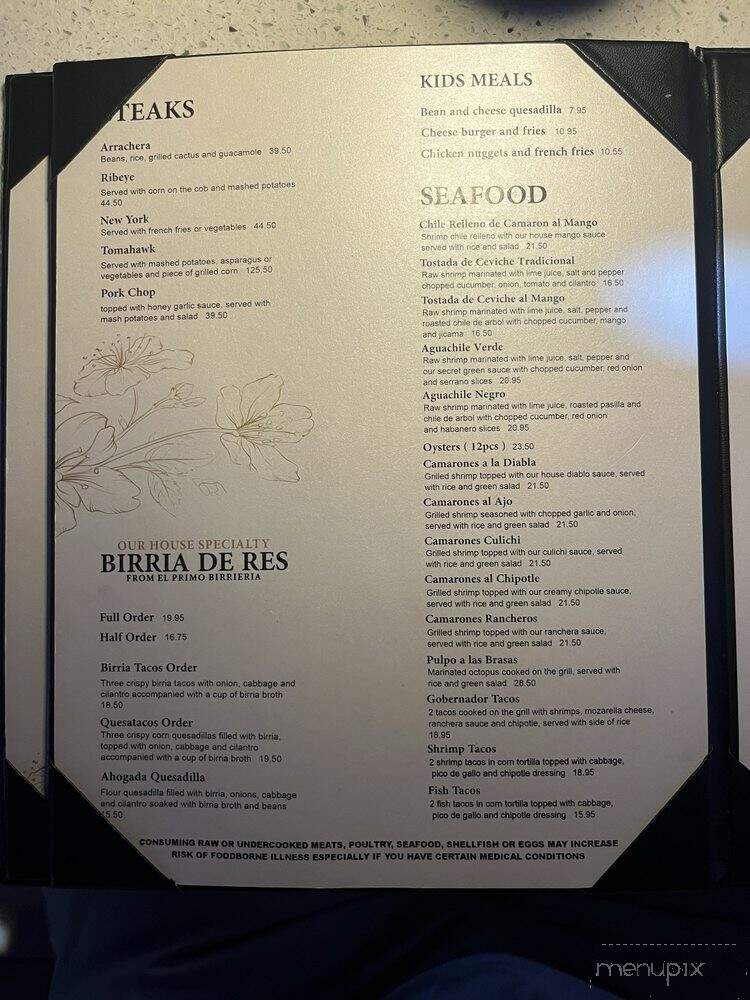 TEAKS
Arrachera
Beans, rice, grilled cactus and guacamole 39.50
Ribeye
Served with corn on the cob and mashed potatoes
44.50
New York
Served with french fries or vegetables 44.50
Tomahawk
Served with mashed potatoes, asparagus or
vegetables and piece of grilled corn 125.50
Pork Chop
topped with honey garlic sauce, served with
mash potatoes and salad 39.50
OUR HOUSE SPECIALTY
BIRRIA DE RES
FROM EL PRIMO BIRRIERIA
Full Order 19.95
Half Order 16.75
Birria Tacos Order
Three crispy birria tacos with onion, cabbage and
cilantro accompanied with a cup of birria broth
18.50
Quesatacos Order
Three crispy corn quesadillas filled with birria,
topped with onion, cabbage and cilantro
accompanied with a cup of birria broth 19.50
Ahogada Quesadilla
Flour quesadilla filled with birria, onions, cabbage
and cilantro soaked with birria broth and beans
15.50
KIDS MEALS
Bean and cheese quesadilla 7.95
Cheese burger and fries 10.95
Chicken nuggets and french fries 10.55
SEAFOOD
Chile Relleno de Camaron al Mango
Shrimp chile relleno with our house mango sauce
served with rice and salad 21.50
Tostada de Ceviche Tradicional
Raw shrimp marinated with lime juice, salt and pepper
chopped cucumber, onion, tomato and cilantro 16.50
Tostada de Ceviche al Mango
Raw shrimp marinated with lime juice, salt, pepper and
roasted chile de arbol with chopped cucumber, mango
and jicama 16.50
Aguachile Verde
Raw shrimp marinated with lime juice, salt, pepper and
our secret green sauce with chopped cucumber, red onion
and serrano slices 20.95
Aguachile Negro
Raw shrimp marinated with lime juice, roasted pasilla and
chile de arbol with chopped cucumber, red onion
and habanero slices 20.95
Oysters ( 12pcs ) 23.50
Camarones a la Diabla
Grilled shrimp topped with our house diablo sauce, served
with rice and green salad 21.50
Camarones al Ajo
Grilled shrimp seasoned with chopped garlic and onion,
served with rice and green salad 21.50
Camarones Culichi
Grilled shrimp topped with our culichi sauce, served
with rice and green salad 21.50
Camarones al Chipotle
Grilled shrimp topped with our creamy chipotle sauce,
served with rice and green salad 21.50
Camarones Rancheros
Grilled shrimp topped with our ranchera sauce,
served with rice and green salad 21.50
Pulpo a las Brasas
Marinated octopus cooked on the grill, served with
rice and green salad 28.50
Gobernador Tacos
2 tacos cooked on the grill with shrimps, mozarella cheese,
ranchera sauce and chipotle, served with side of rice
18.95
Shrimp Tacos
2 shrimp tacos in corn tortilla topped with cabbage,
pico de gallo and chipotle dressing 18.95
Fish Tacos
2 fish tacos in corn tortilla topped with cabbage,
pico de gallo and chipotle dressing 15.95
CONSUMING RAW OR UNDERCOOKED MEATS, POULTRY, SEAFOOD, SHELLFISH OR EGGS MAY INCREASE
RISK OF FOODBORNE ILLNESS ESPECIALLY IF YOU HAVE CERTAIN MEDICAL CONDITIONS
menupix